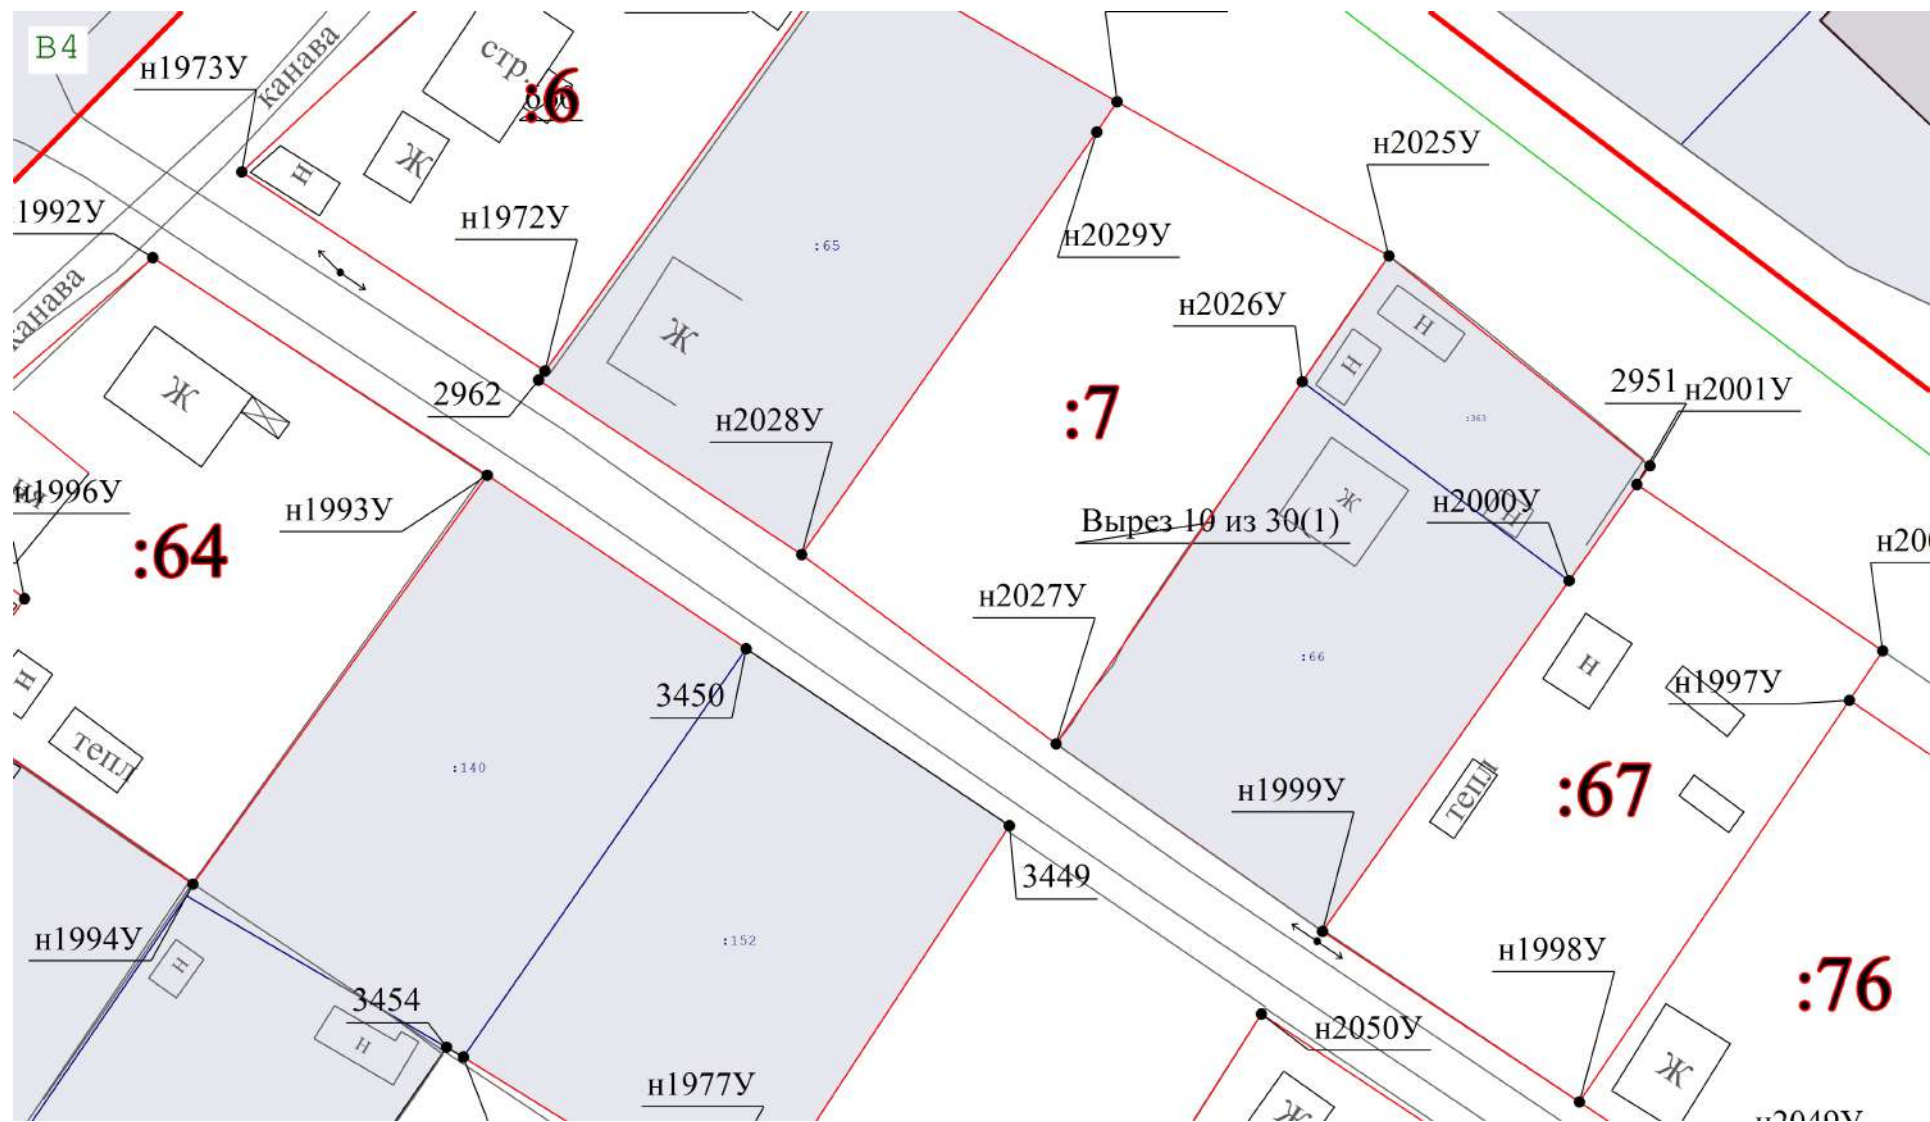 В4
канава
н1973У
стр.
:6
Ж
н
н2025У
1992У
н1972У
н2029У
:65
канава
н2026У
н
н
Ж
Ж
2962
:7
2951
н2001У
н2028У
:363
н1996У
н1993У
Ж
н2000У
н
Вырез 10 из 30(1)
:64
н2027У
:66
н
н
3450
н1997У
тепл
:140
н1999У
тепл
:67
3449
н1994У
:152
н1998У
н
:76
3454
н
н2050У
Ж
н1977У
Ж